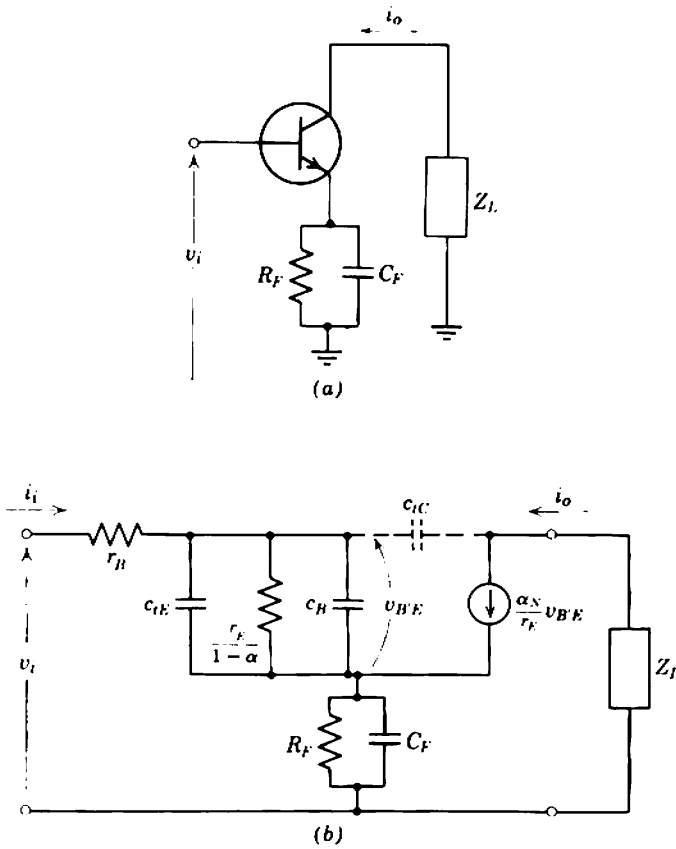 i_o
Z_L
v_i
R_F
C_F
(a)
i_i
c_tC
i_o
r_B
c_tE
r_E / 1 − α
c_B
v_B'E
α_N / r_E v_B'E
v_i
Z_l
R_F
C_F
(b)